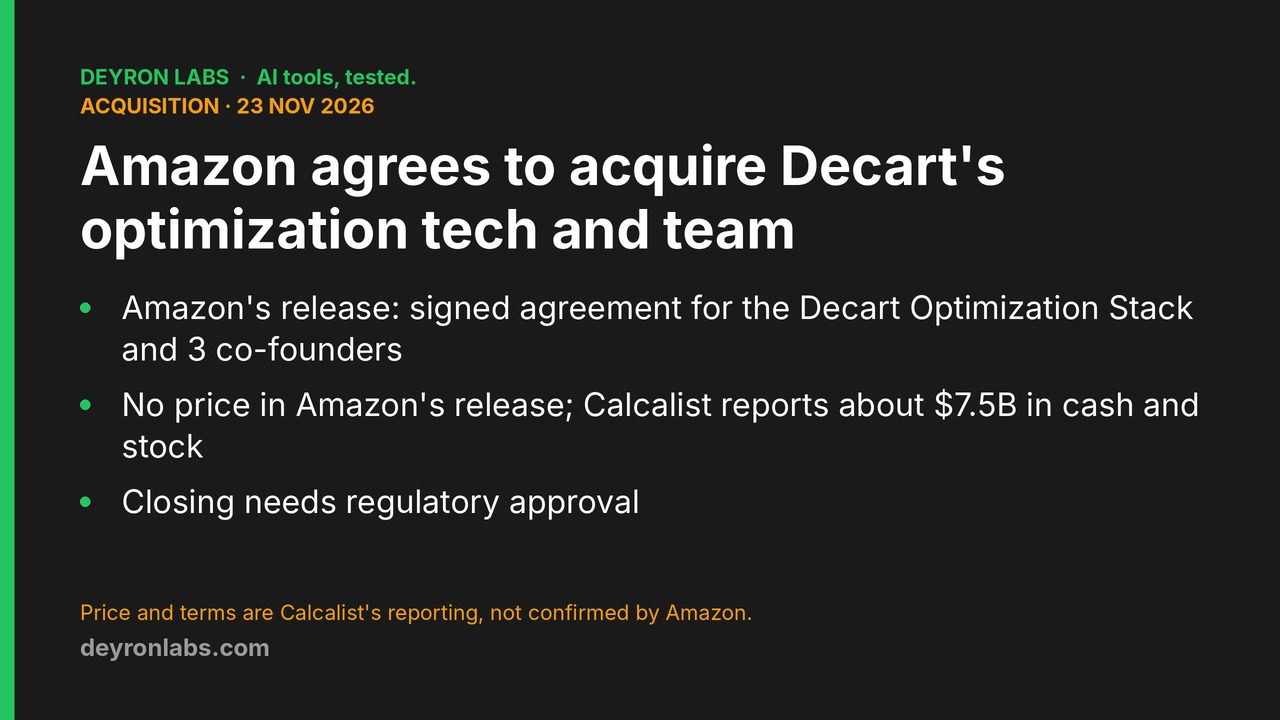 DEYRON LABS · AI tools, tested.
ACQUISITION · 23 NOV 2026
Amazon agrees to acquire Decart's
optimization tech and team
• Amazon's release: signed agreement for the Decart Optimization Stack
and 3 co-founders
• No price in Amazon's release; Calcalist reports about $7.5B in cash and
stock
• Closing needs regulatory approval
Price and terms are Calcalist's reporting, not confirmed by Amazon.
deyronlabs.com